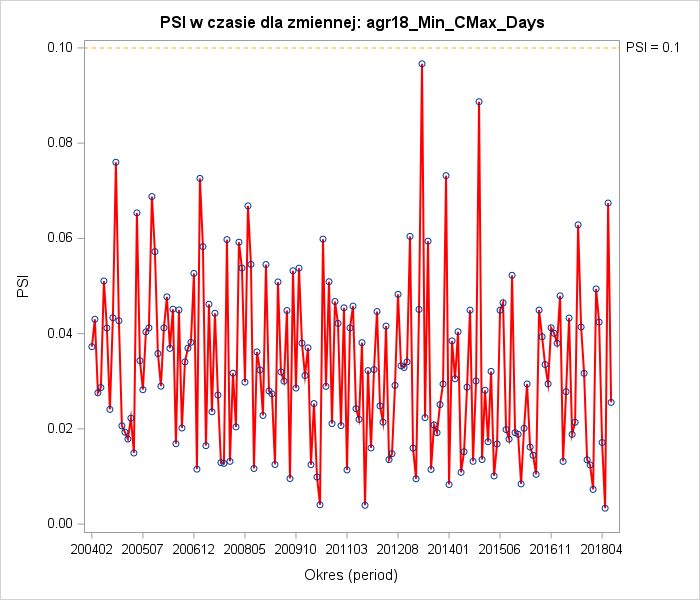 PSI w czasie dla zmiennej: agr18_Min_CMax_Days
0.10
PSI = 0.1
0.08
0.06
PSI
0.04
0.02
0.00
200402 200507 200612 200805 200910 201103 201208 201401 201506 201611 201804
Okres (period)